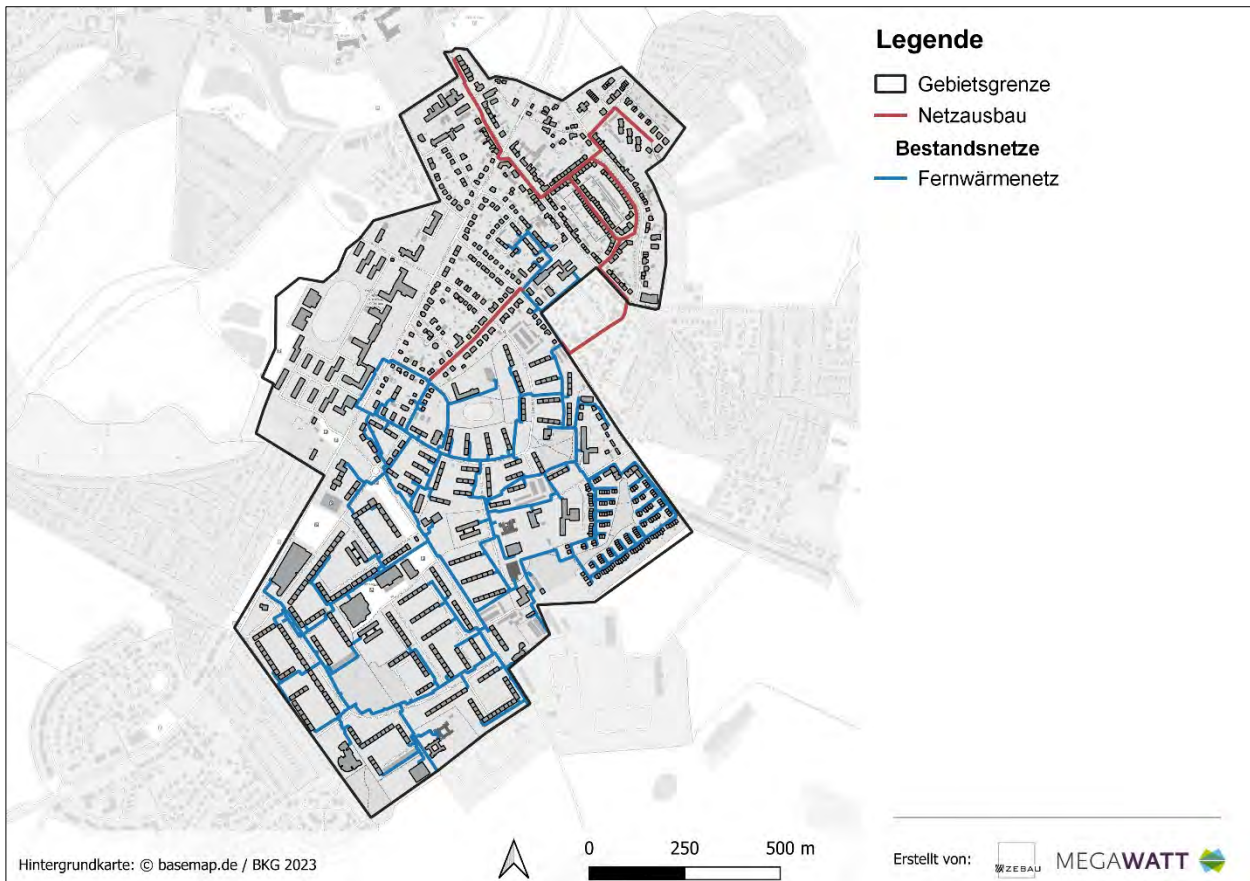 Legende
Gebietsgrenze
Netzausbau
Bestandsnetze
Fernwärmenetz
0 250 500 m
Hintergrundkarte: © basemap.de / BKG 2023
Erstellt von: ZEBAU MEGAWATT